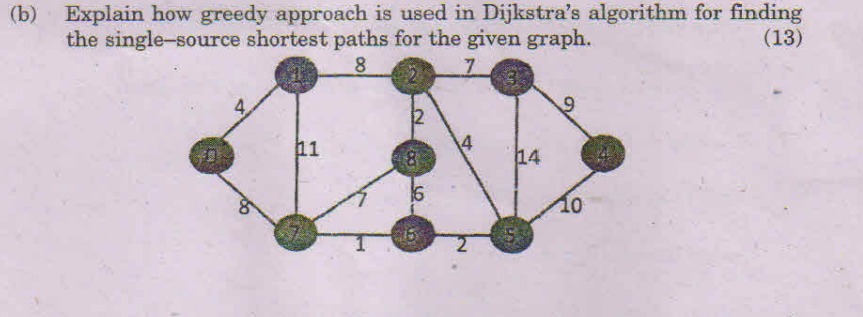 (b) Explain how greedy approach is used in Dijkstra's algorithm for finding
the single–source shortest paths for the given graph. (13)
1 8 2 7 3
4 2 9
0 11 8 4 14 4
8 7 6 10
7 1 6 2 5